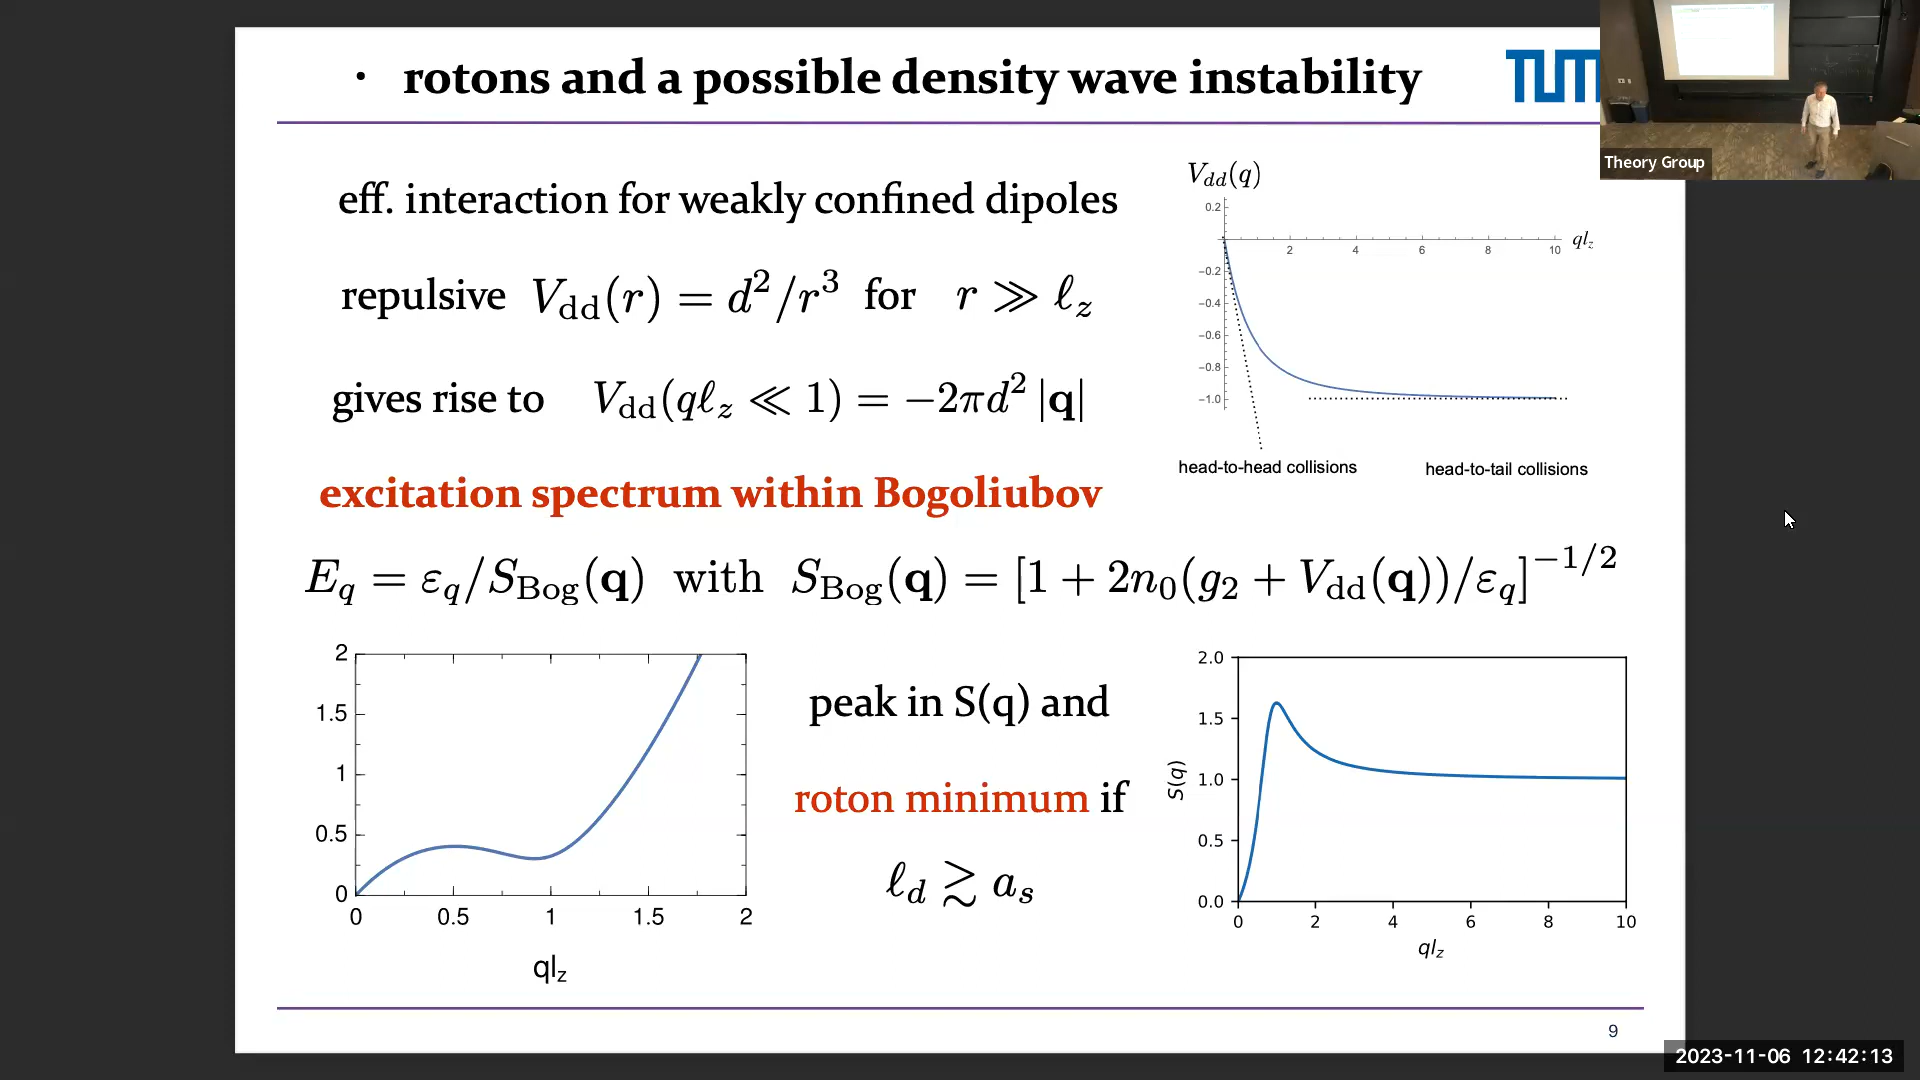 • rotons and a possible density wave instability
TUM
Theory Group
eff. interaction for weakly confined dipoles
repulsive V_dd(r) = d²/r³ for r ≫ ℓ_z
gives rise to V_dd(qℓ_z ≪ 1) = −2πd² |q|
V_dd(q)
0.2
−0.2
−0.4
−0.6
−0.8
−1.0
2 4 6 8 10
ql_z
head-to-head collisions
head-to-tail collisions
excitation spectrum within Bogoliubov
E_q = ε_q/S_Bog(q) with S_Bog(q) = [1 + 2n₀(g₂ + V_dd(q))/ε_q]^{−1/2}
2
1.5
1
0.5
0
0 0.5 1 1.5 2
ql_z
peak in S(q) and
roton minimum if
ℓ_d ≳ a_s
2.0
1.5
1.0
0.5
0.0
S(q)
0 2 4 6 8 10
ql_z
9
2023-11-06 12:42:13